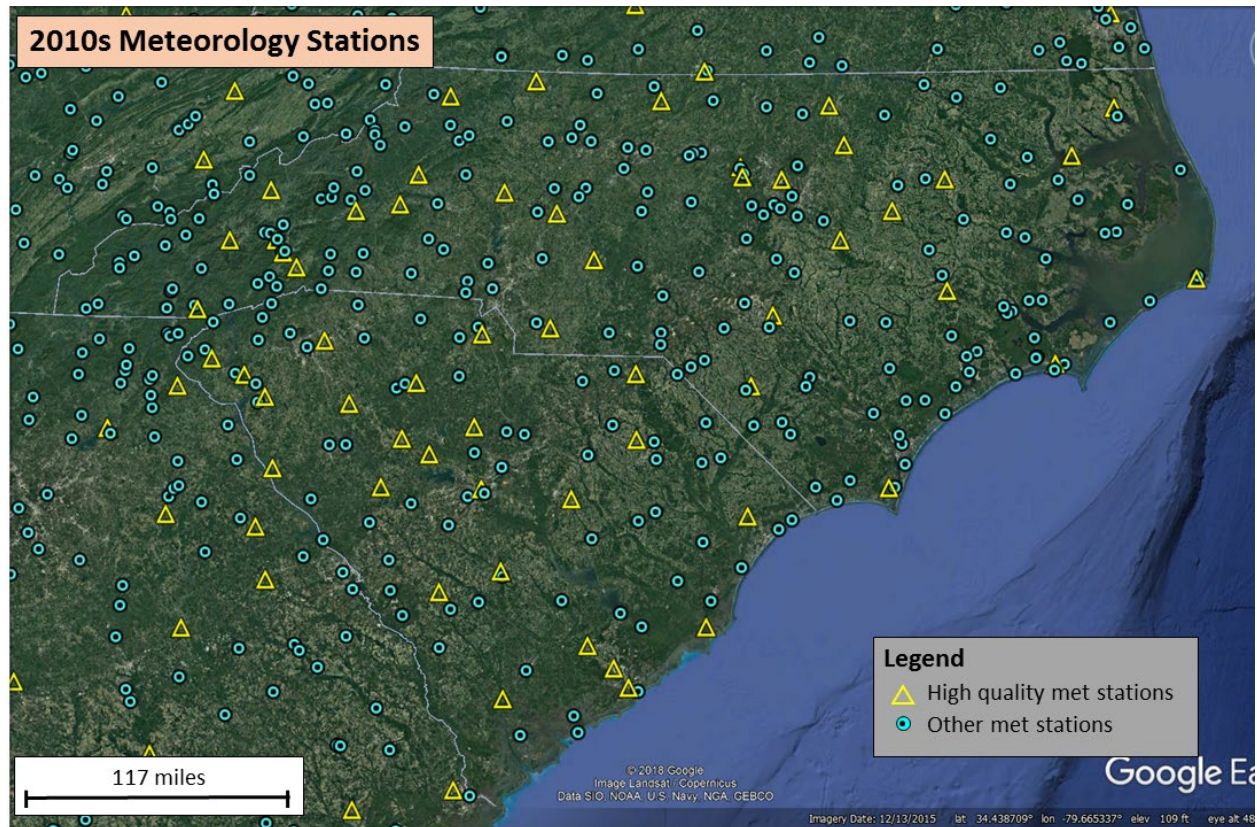 2010s Meteorology Stations
Legend
High quality met stations
Other met stations
117 miles
© 2018 Google
Image Landsat - Copernicus
Data SIO, NOAA, U.S. Navy, NGA, GEBCO
Google Ea
Imagery Date: 12/13/2015 lat 34.438709° lon -79.665337° elev 109 ft eye alt 48